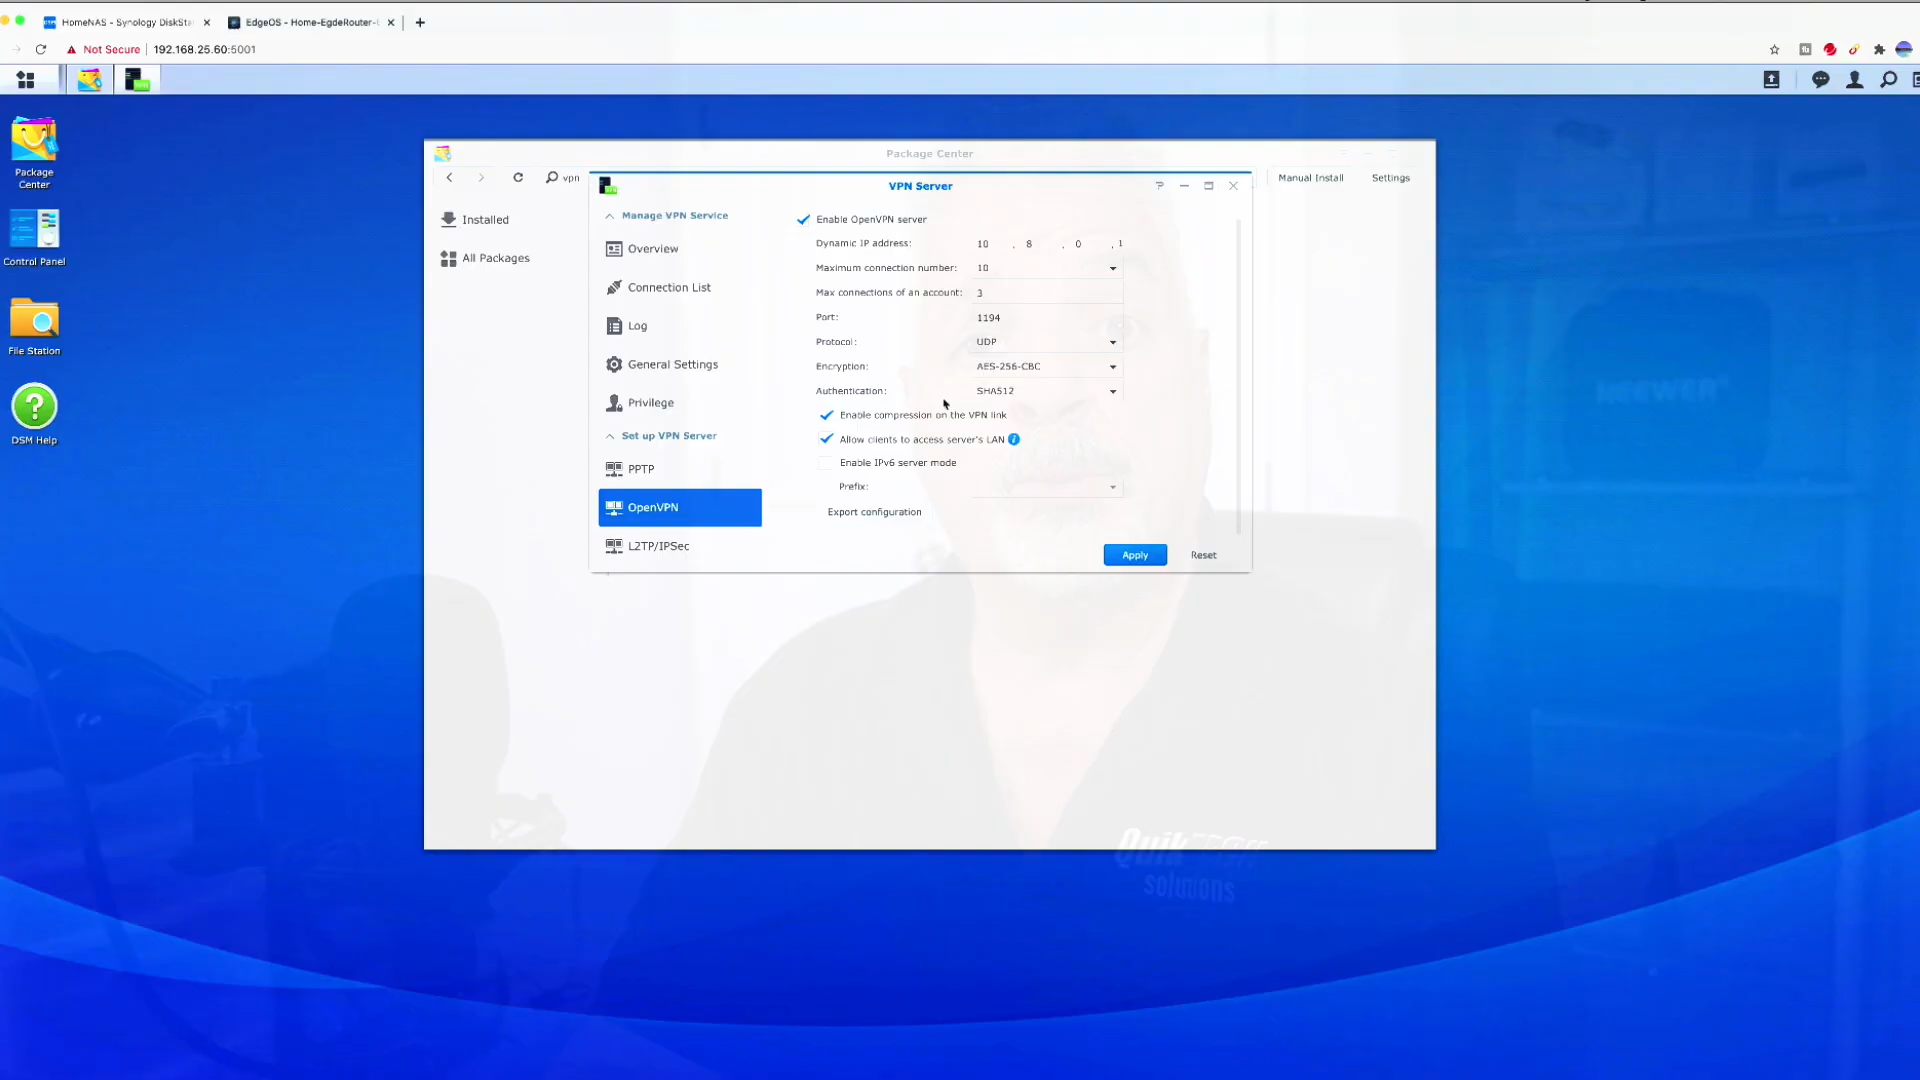 HomeNAS - Synology DiskSta
EdgeOS - Home-EgdeRouter-
Not Secure
192.168.25.60:5001
Package Center
Control Panel
File Station
DSM Help
Package Center
vpn
Manual Install
Settings
Installed
All Packages
VPN Server
Manage VPN Service
Overview
Connection List
Log
General Settings
Privilege
Set up VPN Server
PPTP
OpenVPN
L2TP/IPSec
Enable OpenVPN server
Dynamic IP address: 10 . 8 . 0 . 1
Maximum connection number: 10
Max connections of an account: 3
Port: 1194
Protocol: UDP
Encryption: AES-256-CBC
Authentication: SHA512
Enable compression on the VPN link
Allow clients to access server's LAN
Enable IPv6 server mode
Prefix:
Export configuration
Apply
Reset
NEEWER
Quik
solutions